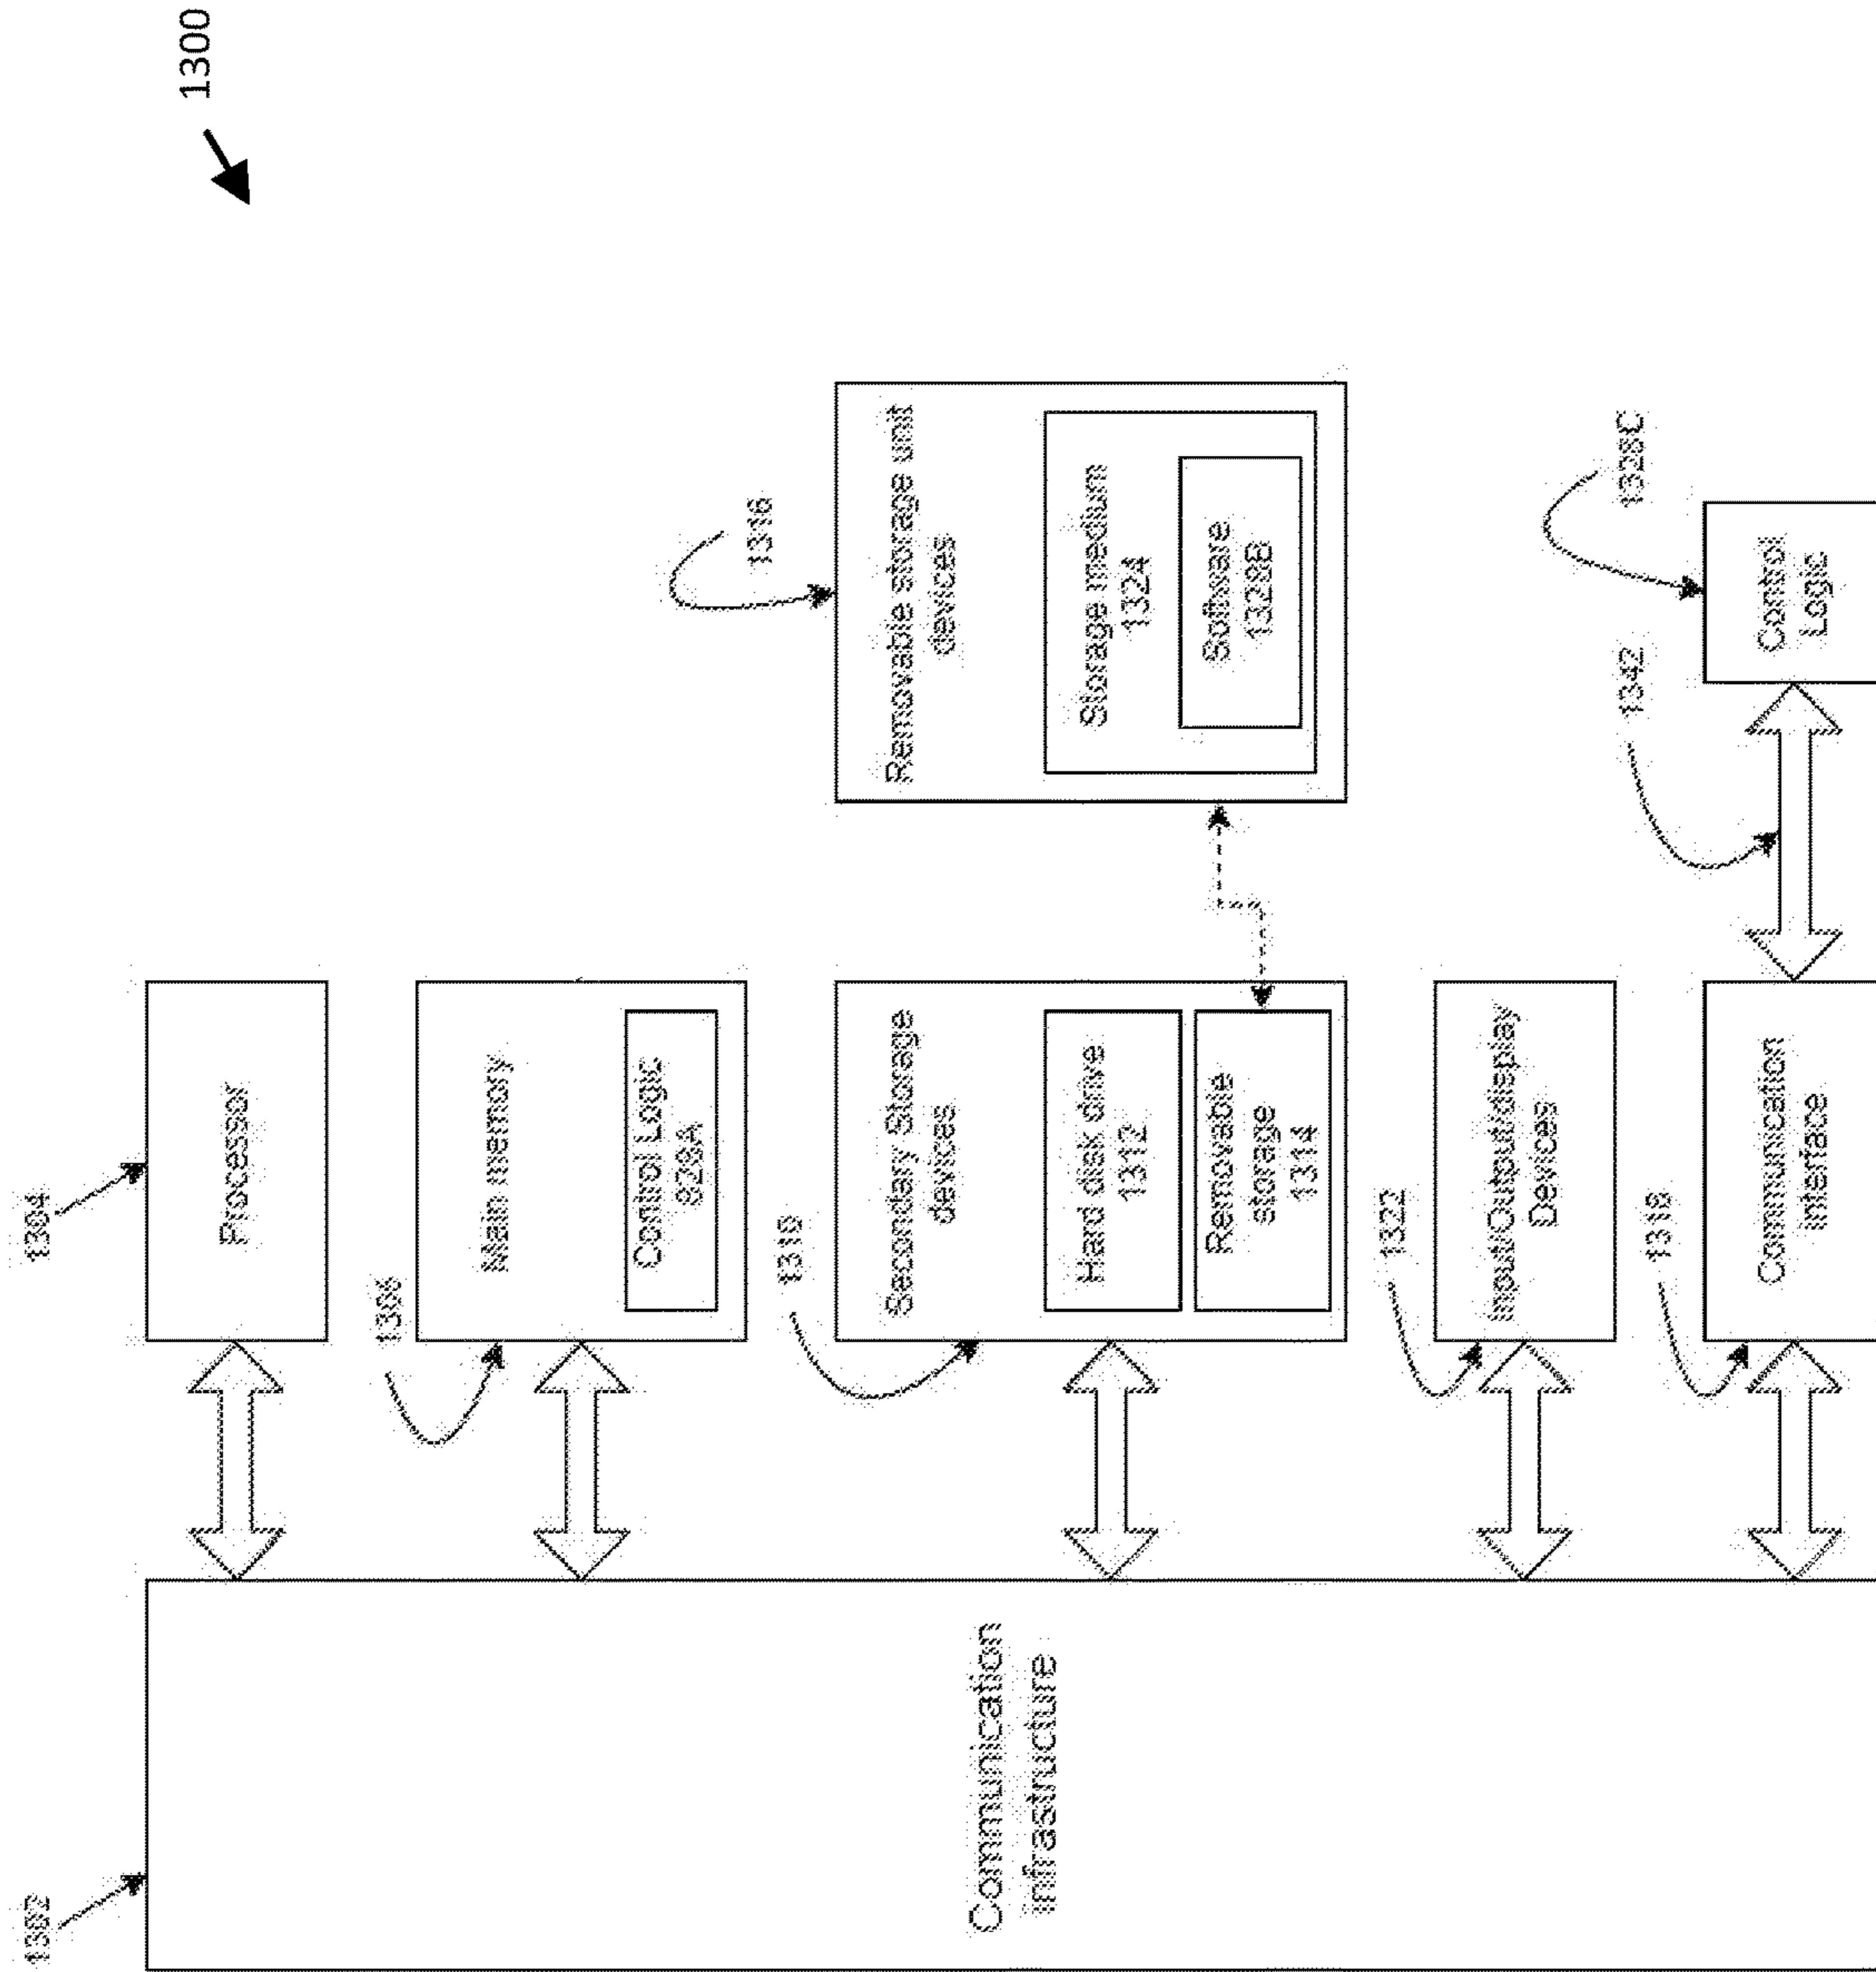 1300
1302
Communication
infrastructure
1304
Processor
1306
Main memory
Control Logic
928A
1310
Secondary Storage
devices
Hard disk drive
1312
Removable
storage
1314
1316
Removable storage unit
devices
Storage medium
1324
Software
1328B
1322
Input/Output/display
Devices
1318
Communication
Interface
1342
1328C
Control
Logic